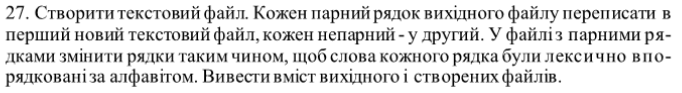 27. Створити текстовий файл. Кожен парний рядок вихідного файлу переписати в
перший новий текстовий файл, кожен непарний - у другий. У файлі з парними ря-
дками змінити рядки таким чином, щоб слова кожного рядка були лексично впо-
рядковані за алфавітом. Вивести вміст вихідного і створених файлів.